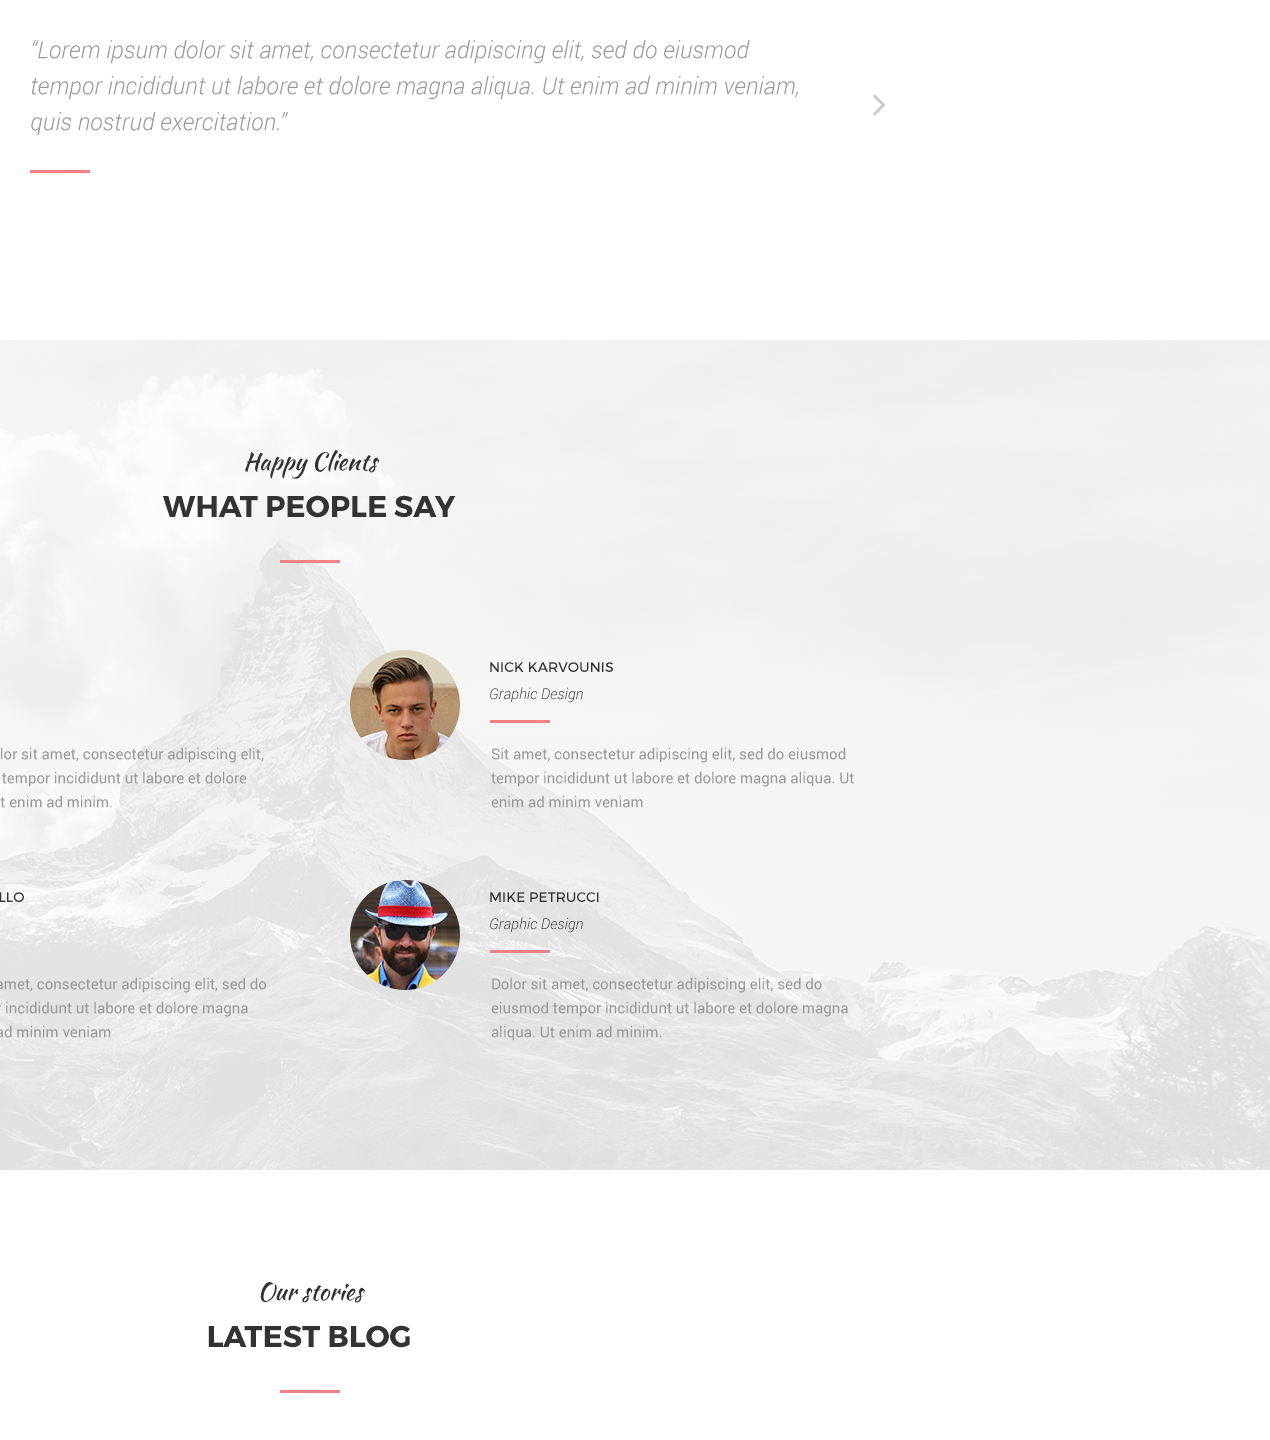 “Lorem ipsum dolor sit amet, consectetur adipiscing elit, sed do eiusmod
tempor incididunt ut labore et dolore magna aliqua. Ut enim ad minim veniam,
quis nostrud exercitation.”
Happy Clients
WHAT PEOPLE SAY
NICK KARVOUNIS
Graphic Design
lor sit amet, consectetur adipiscing elit,
tempor incididunt ut labore et dolore
t enim ad minim.
Sit amet, consectetur adipiscing elit, sed do eiusmod
tempor incididunt ut labore et dolore magna aliqua. Ut
enim ad minim veniam
LLO
MIKE PETRUCCI
Graphic Design
amet, consectetur adipiscing elit, sed do
incididunt ut labore et dolore magna
ad minim veniam
Dolor sit amet, consectetur adipiscing elit, sed do
eiusmod tempor incididunt ut labore et dolore magna
aliqua. Ut enim ad minim.
Our stories
LATEST BLOG